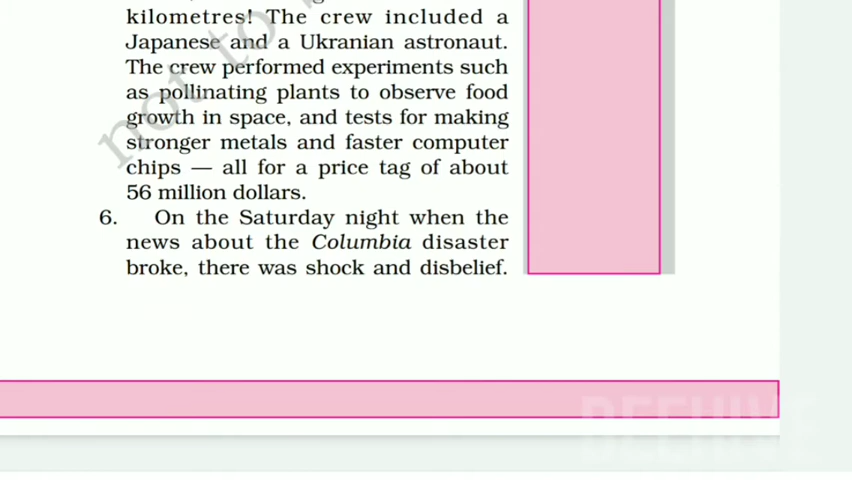 kilometres! The crew included a
Japanese and a Ukranian astronaut.
The crew performed experiments such
as pollinating plants to observe food
growth in space, and tests for making
stronger metals and faster computer
chips — all for a price tag of about
56 million dollars.
6. On the Saturday night when the
news about the Columbia disaster
broke, there was shock and disbelief.
not to
BEEHIVE